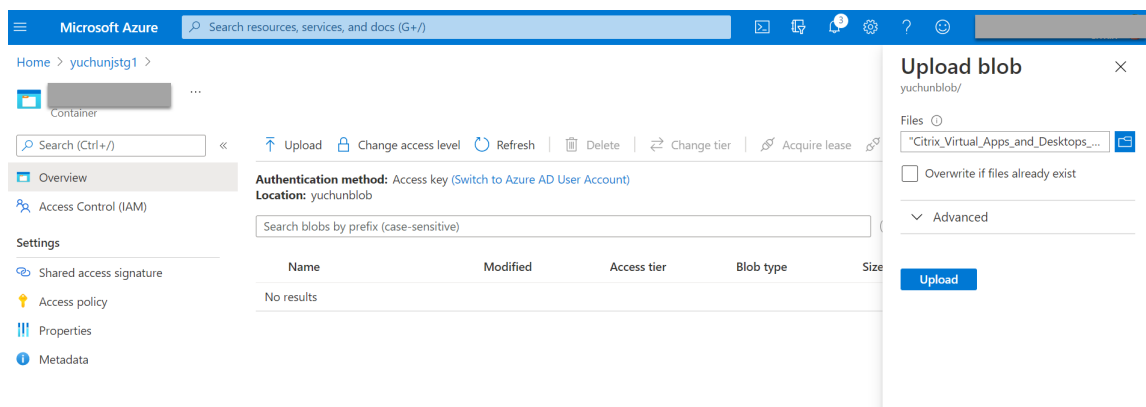 Microsoft Azure
Search resources, services, and docs (G+/)
3
Home > yuchunjstg1 >
...
Container
Search (Ctrl+/)
«
Overview
Access Control (IAM)
Settings
Shared access signature
Access policy
Properties
Metadata
Upload
Change access level
Refresh
Delete
Change tier
Acquire lease
Authentication method: Access key (Switch to Azure AD User Account)
Location: yuchunblob
Search blobs by prefix (case-sensitive)
Name Modified Access tier Blob type Size
No results
Upload blob
yuchunblob/
Files
"Citrix_Virtual_Apps_and_Desktops_...
Overwrite if files already exist
Advanced
Upload